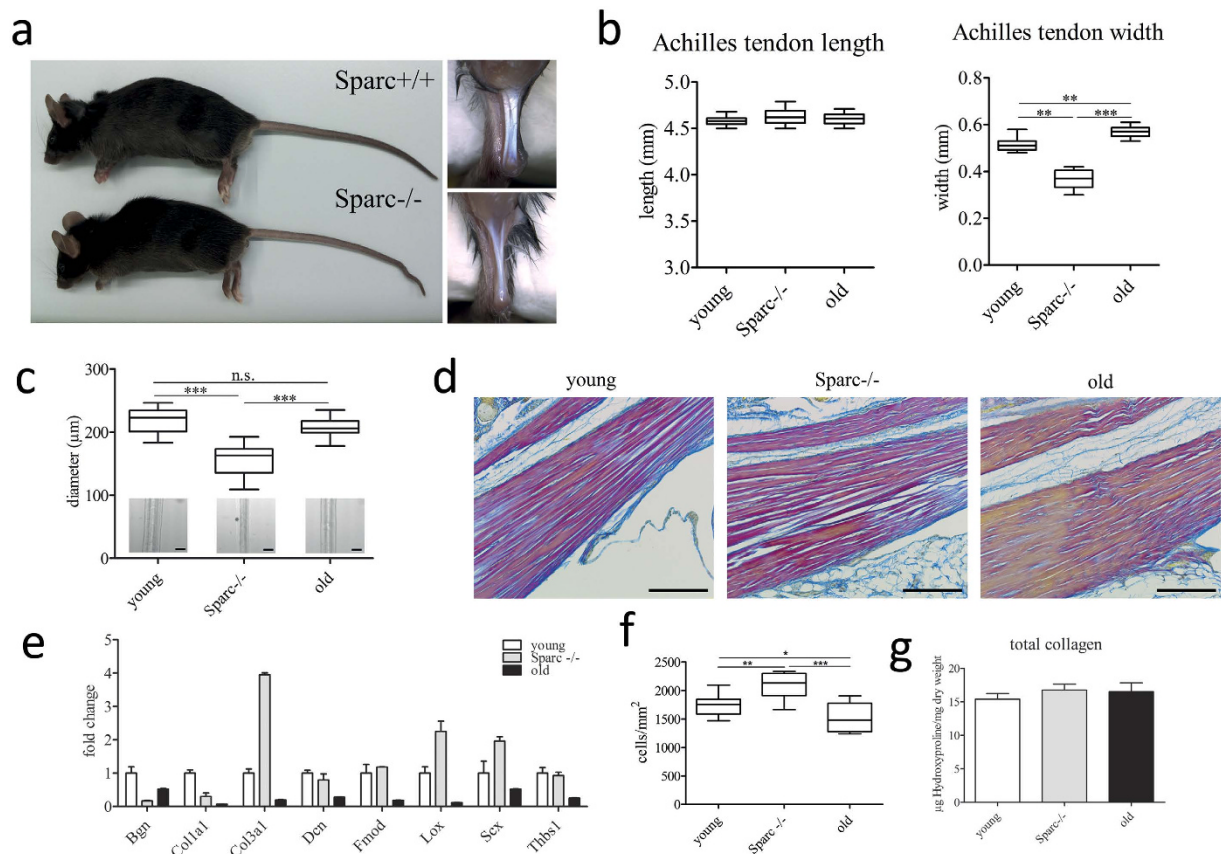 a
Sparc+/+
Sparc-/-
b
Achilles tendon length
length (mm)
5.0
4.5
4.0
3.5
3.0
young
Sparc-/-
old
Achilles tendon width
width (mm)
0.8
0.6
0.4
0.2
0.0
**
** ***
young
Sparc-/-
old
c
diameter (µm)
300
200
100
0
n.s.
*** ***
young
Sparc-/-
old
d
young
Sparc-/-
old
e
fold change
5
4
3
2
1
0
young
Sparc -/-
old
Bgn
Col1a1
Col3a1
Dcn
Fmod
Lox
Scx
Thbs1
f
cells/mm²
2500
2000
1500
1000
500
0
*
** ***
young
Sparc -/-
old
g
total collagen
µg Hydroxyproline/mg dry weight
20
15
10
5
0
young
Sparc-/-
old